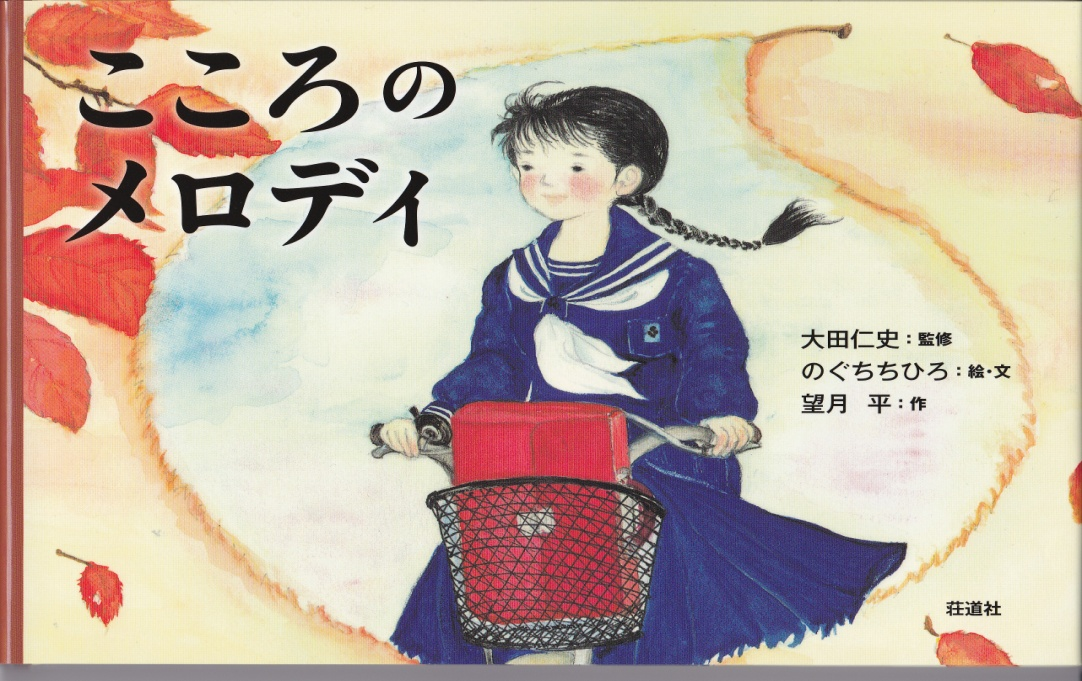 こころの
メロディ
大田仁史：監修
のぐちちひろ：絵・文
望月 平：作
荘道社